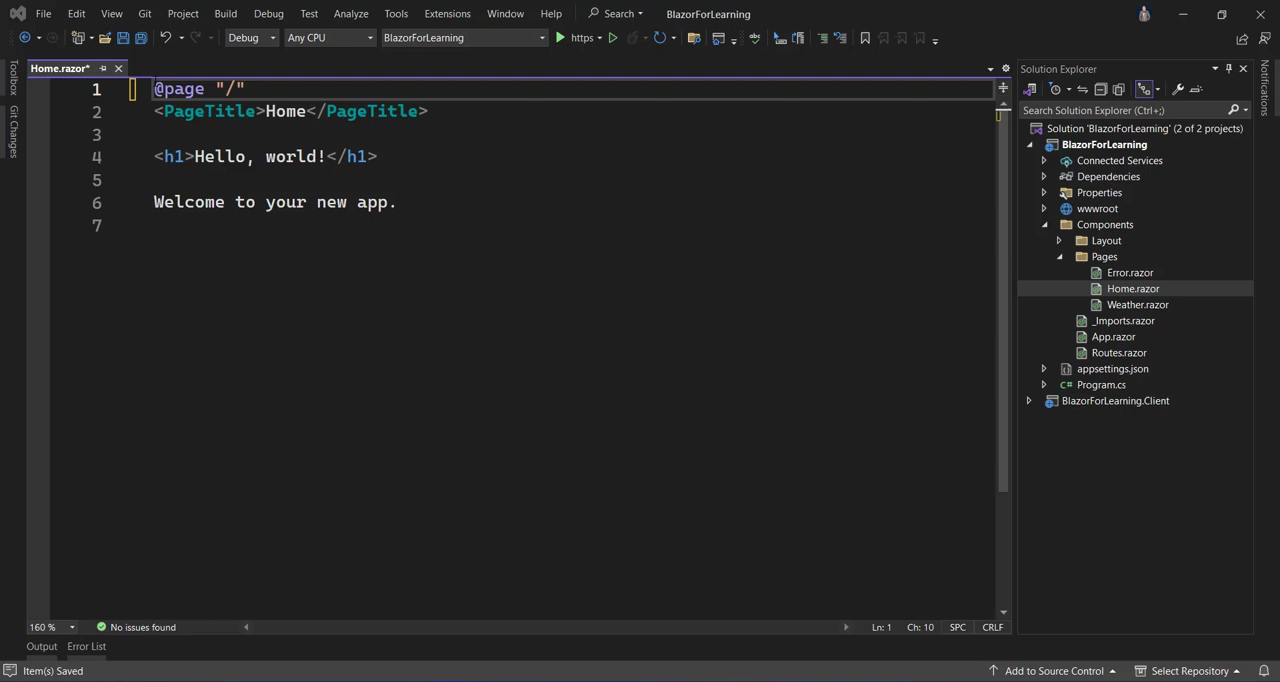 File Edit View Git Project Build Debug Test Analyze Tools Extensions Window Help Search BlazorForLearning
Debug Any CPU BlazorForLearning https
Toolbox
Git Changes
Home.razor*
1 @page "/"
2 <PageTitle>Home</PageTitle>
3
4 <h1>Hello, world!</h1>
5
6 Welcome to your new app.
7
160 % No issues found Ln: 1 Ch: 10 SPC CRLF
Output Error List
Solution Explorer
Search Solution Explorer (Ctrl+;)
Solution 'BlazorForLearning' (2 of 2 projects)
BlazorForLearning
Connected Services
Dependencies
Properties
wwwroot
Components
Layout
Pages
Error.razor
Home.razor
Weather.razor
_Imports.razor
App.razor
Routes.razor
appsettings.json
C# Program.cs
BlazorForLearning.Client
Notifications
Item(s) Saved Add to Source Control Select Repository